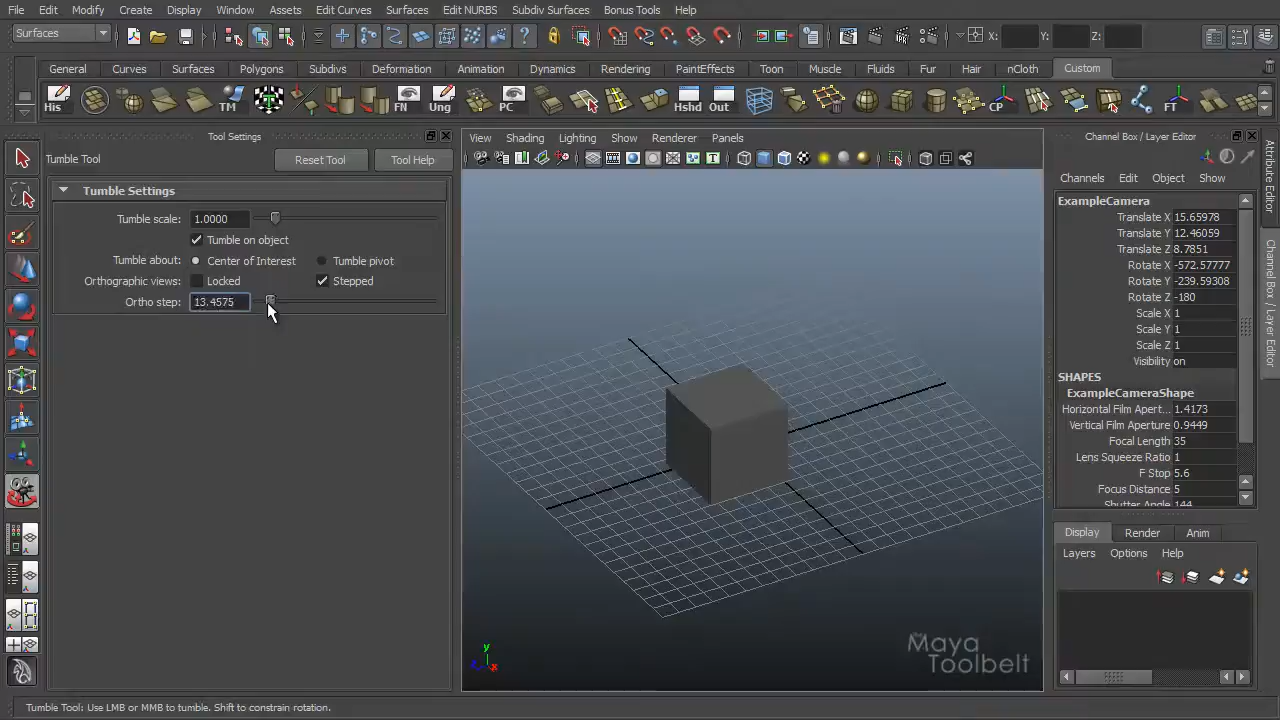 File Edit Modify Create Display Window Assets Edit Curves Surfaces Edit NURBS Subdiv Surfaces Bonus Tools Help
Surfaces X: Y: Z:
General Curves Surfaces Polygons Subdivs Deformation Animation Dynamics Rendering PaintEffects Toon Muscle Fluids Fur Hair nCloth Custom
His TM FN Ung PC Hshd Out CP FT
Tool Settings
Tumble Tool Reset Tool Tool Help
Tumble Settings
Tumble scale: 1.0000
Tumble on object
Tumble about: Center of Interest Tumble pivot
Orthographic views: Locked Stepped
Ortho step: 13.4575
View Shading Lighting Show Renderer Panels
y
z x
Maya
Toolbelt
Channel Box / Layer Editor
Channels Edit Object Show
ExampleCamera
Translate X 15.65978
Translate Y 12.46059
Translate Z 8.7851
Rotate X -572.57777
Rotate Y -239.59308
Rotate Z -180
Scale X 1
Scale Y 1
Scale Z 1
Visibility on
SHAPES
ExampleCameraShape
Horizontal Film Apert... 1.4173
Vertical Film Aperture 0.9449
Focal Length 35
Lens Squeeze Ratio 1
F Stop 5.6
Focus Distance 5
Shutter Angle 144
Display Render Anim
Layers Options Help
Attribute Editor
Channel Box / Layer Editor
Tumble Tool: Use LMB or MMB to tumble. Shift to constrain rotation.